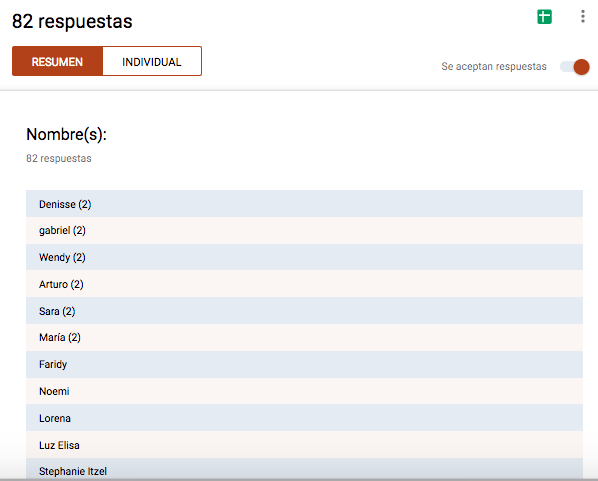 82 respuestas
RESUMEN INDIVIDUAL
Se aceptan respuestas
Nombre(s):
82 respuestas
Denisse (2)
gabriel (2)
Wendy (2)
Arturo (2)
Sara (2)
María (2)
Faridy
Noemi
Lorena
Luz Elisa
Stephanie Itzel